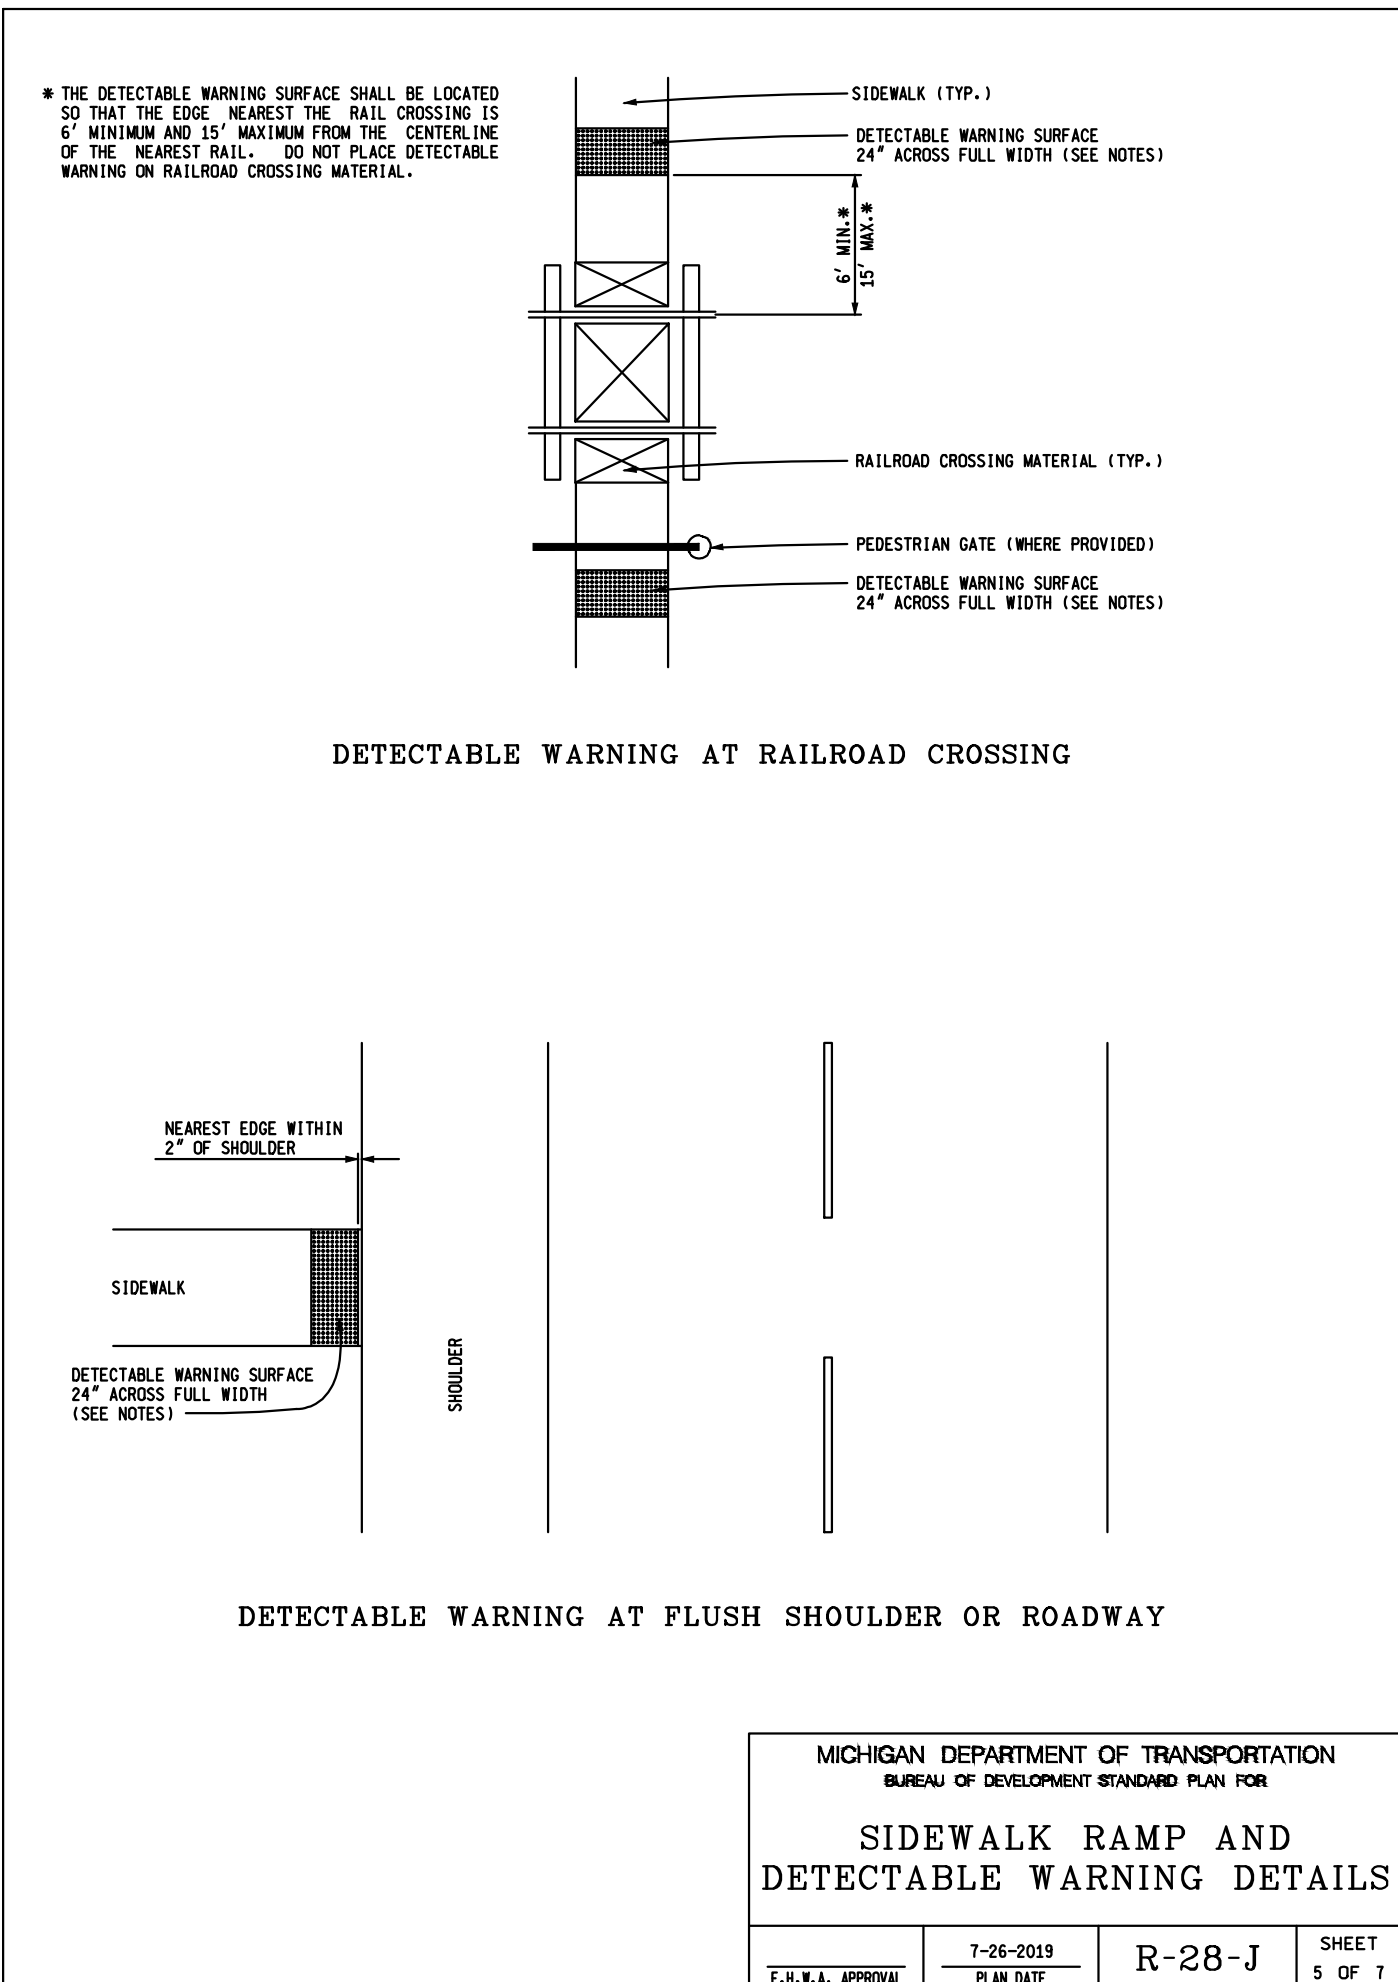 * THE DETECTABLE WARNING SURFACE SHALL BE LOCATED
SO THAT THE EDGE NEAREST THE RAIL CROSSING IS
6' MINIMUM AND 15' MAXIMUM FROM THE CENTERLINE
OF THE NEAREST RAIL. DO NOT PLACE DETECTABLE
WARNING ON RAILROAD CROSSING MATERIAL.
SIDEWALK (TYP.)
DETECTABLE WARNING SURFACE
24" ACROSS FULL WIDTH (SEE NOTES)
6' MIN.*
15' MAX.*
RAILROAD CROSSING MATERIAL (TYP.)
PEDESTRIAN GATE (WHERE PROVIDED)
DETECTABLE WARNING SURFACE
24" ACROSS FULL WIDTH (SEE NOTES)
DETECTABLE WARNING AT RAILROAD CROSSING
NEAREST EDGE WITHIN
2" OF SHOULDER
SIDEWALK
DETECTABLE WARNING SURFACE
24" ACROSS FULL WIDTH
(SEE NOTES)
SHOULDER
DETECTABLE WARNING AT FLUSH SHOULDER OR ROADWAY
MICHIGAN DEPARTMENT OF TRANSPORTATION
BUREAU OF DEVELOPMENT STANDARD PLAN FOR
SIDEWALK RAMP AND
DETECTABLE WARNING DETAILS
F.H.W.A. APPROVAL
7-26-2019
PLAN DATE
R-28-J
SHEET
5 OF 7